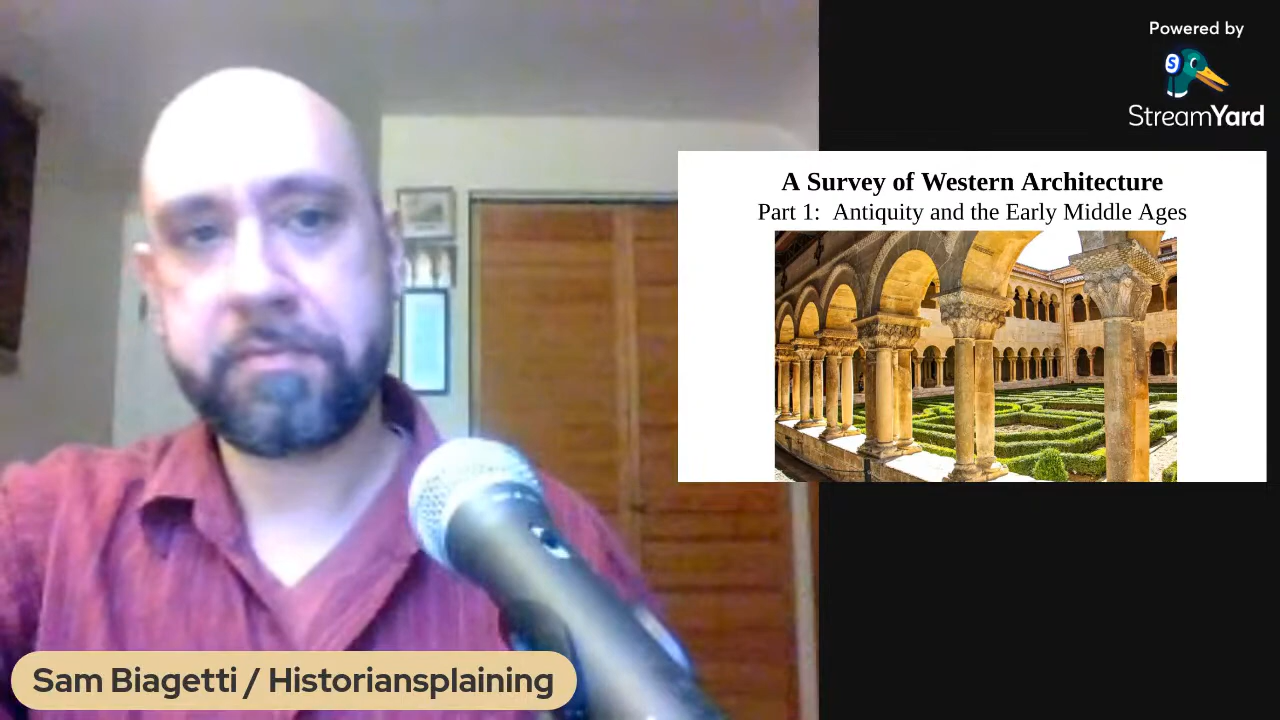 Powered by
StreamYard
A Survey of Western Architecture
Part 1: Antiquity and the Early Middle Ages
Sam Biagetti / Historiansplaining